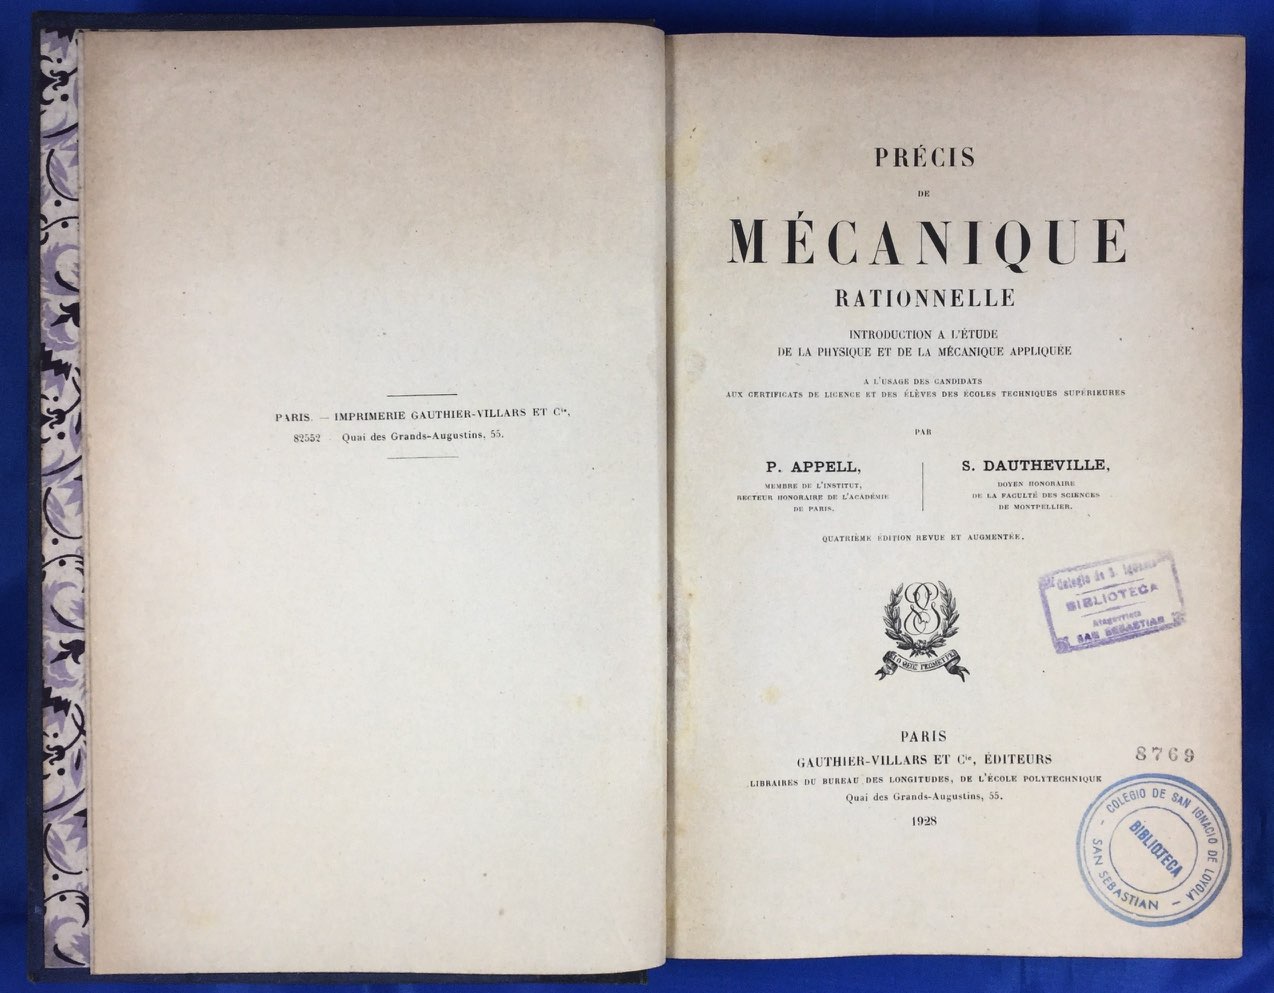 PARIS. — IMPRIMERIE GAUTHIER-VILLARS ET Cie,
82552 Quai des Grands-Augustins, 55.
PRÉCIS
DE
MÉCANIQUE
RATIONNELLE
INTRODUCTION A L'ÉTUDE
DE LA PHYSIQUE ET DE LA MÉCANIQUE APPLIQUÉE
A L'USAGE DES CANDIDATS
AUX CERTIFICATS DE LICENCE ET DES ÉLÈVES DES ÉCOLES TECHNIQUES SUPÉRIEURES
PAR
P. APPELL,
MEMBRE DE L'INSTITUT,
RECTEUR HONORAIRE DE L'ACADÉMIE
DE PARIS.
S. DAUTHEVILLE,
DOYEN HONORAIRE
DE LA FACULTÉ DES SCIENCES
DE MONTPELLIER.
QUATRIÈME ÉDITION REVUE ET AUGMENTÉE.
Colegio de S. Ignacio
BIBLIOTECA
SAN SEBASTIAN
PARIS
GAUTHIER-VILLARS ET Cie, ÉDITEURS
LIBRAIRES DU BUREAU DES LONGITUDES, DE L'ÉCOLE POLYTECHNIQUE
Quai des Grands-Augustins, 55.
1928
8769
COLEGIO DE SAN IGNACIO DE LOYOLA
BIBLIOTECA
— SAN SEBASTIAN —